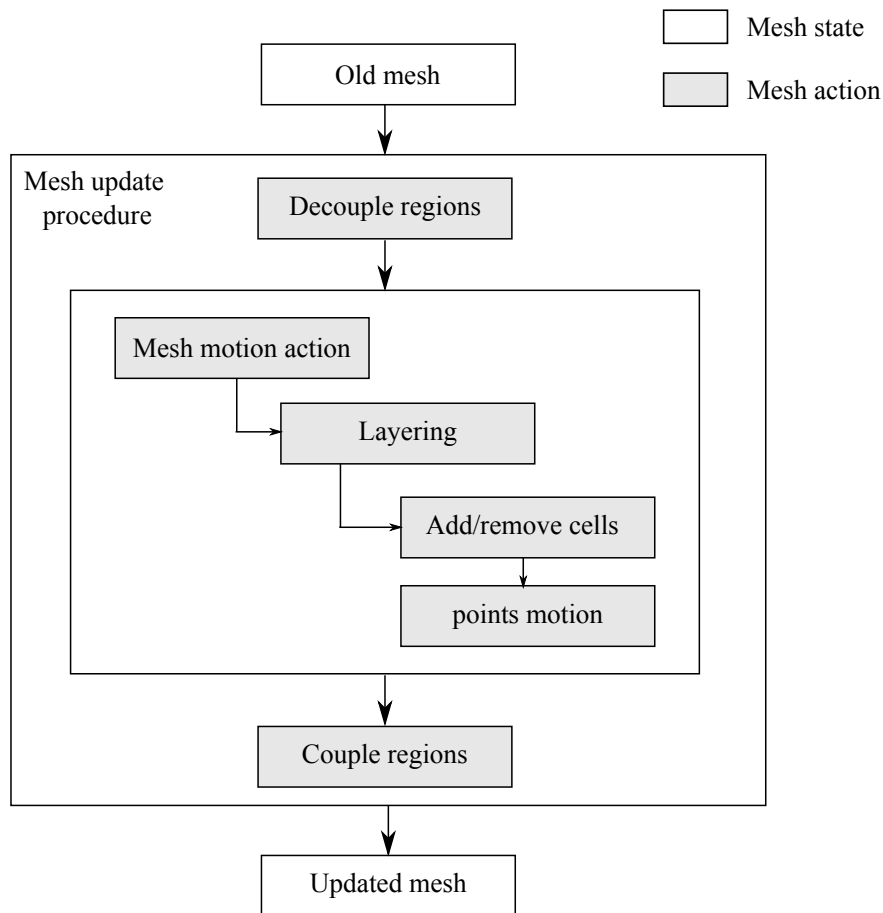 Mesh state
Old mesh
Mesh action
Mesh update
procedure
Decouple regions
Mesh motion action
Layering
Add/remove cells
points motion
Couple regions
Updated mesh